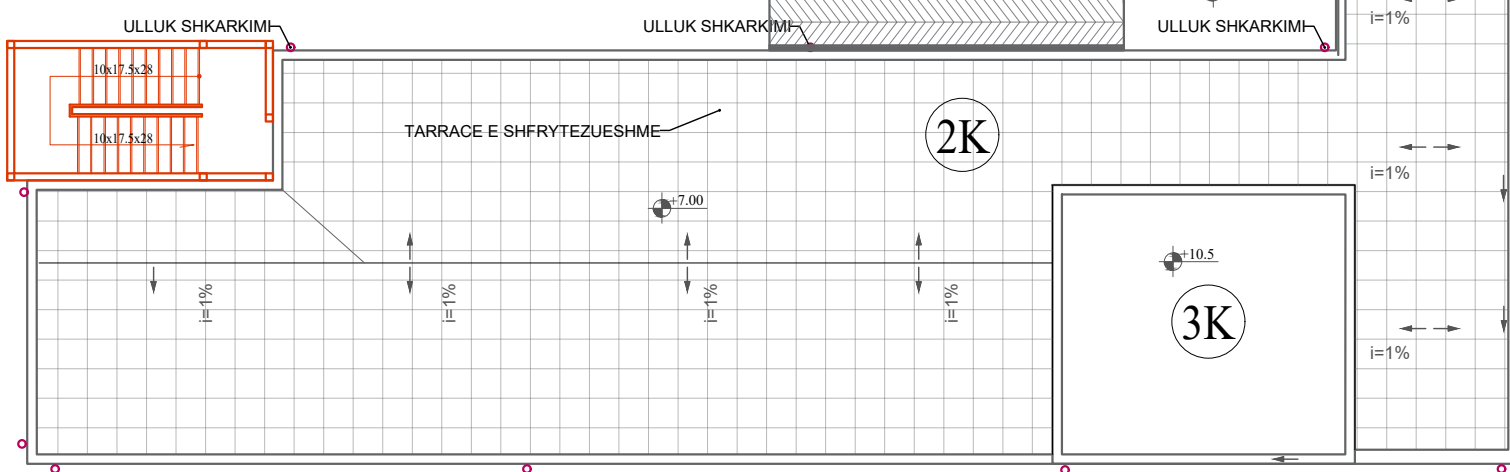 ULLUK SHKARKIMI
ULLUK SHKARKIMI
ULLUK SHKARKIMI
i=1%
10x17.5x28
10x17.5x28
TARRACE E SHFRYTEZUESHME
2K
i=1%
+7.00
+10.5
i=1%
i=1%
i=1%
i=1%
3K
i=1%